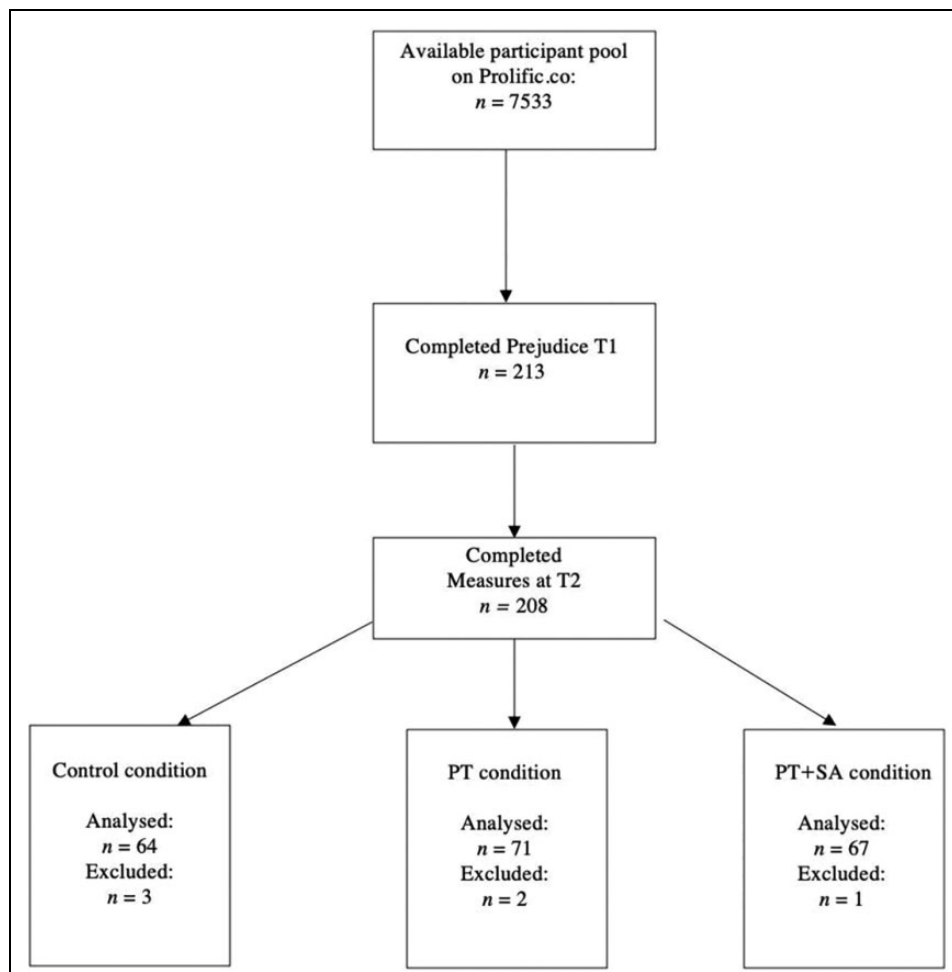 Available participant pool
on Prolific.co:
n = 7533
Completed Prejudice T1
n = 213
Completed
Measures at T2
n = 208
Control condition
Analysed:
n = 64
Excluded:
n = 3
PT condition
Analysed:
n = 71
Excluded:
n = 2
PT+SA condition
Analysed:
n = 67
Excluded:
n = 1